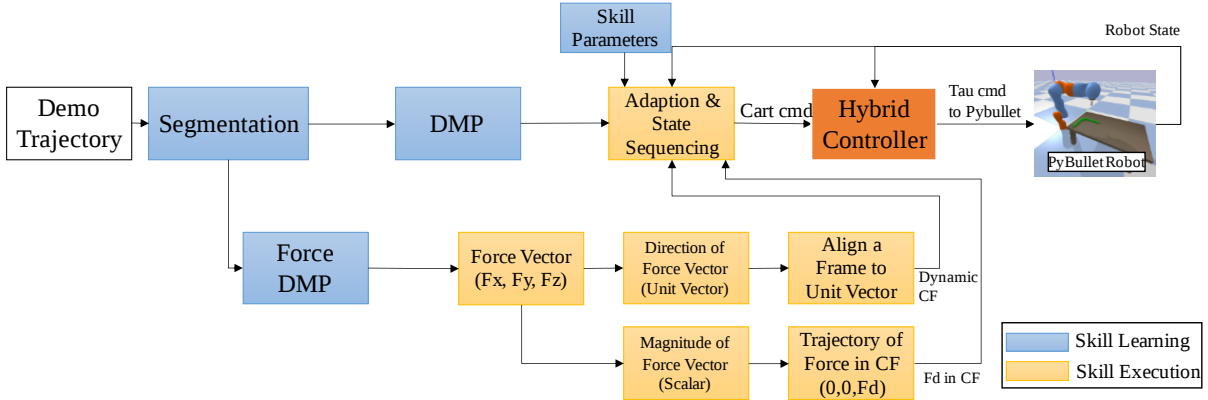 Skill
Parameters
Robot State
Demo
Trajectory
Segmentation
DMP
Adaption &
State
Sequencing
Cart cmd
Hybrid
Controller
Tau cmd
to Pybullet
PyBullet Robot
Force
DMP
Force Vector
(Fx, Fy, Fz)
Direction of
Force Vector
(Unit Vector)
Align a
Frame to
Unit Vector
Dynamic
CF
Magnitude of
Force Vector
(Scalar)
Trajectory of
Force in CF
(0,0,Fd)
Fd in CF
Skill Learning
Skill Execution